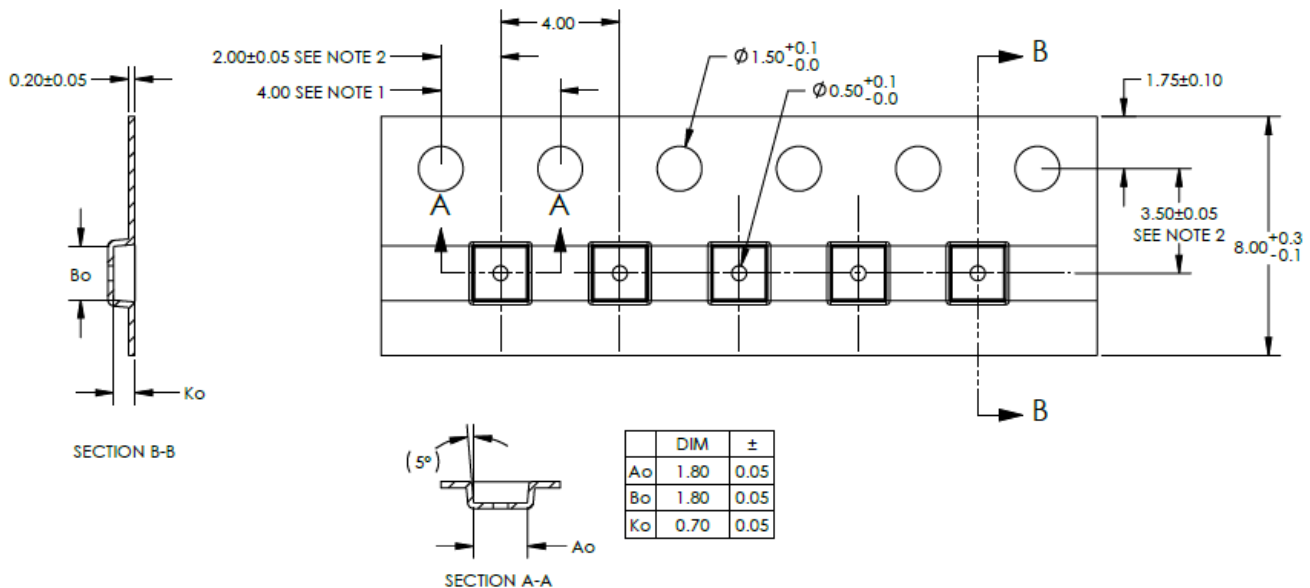 4.00
2.00±0.05 SEE NOTE 2
4.00 SEE NOTE 1
0.20±0.05
Ø1.50 +0.1 -0.0
Ø0.50 +0.1 -0.0
B
1.75±0.10
A A
3.50±0.05
SEE NOTE 2
8.00 +0.3 -0.1
Bo
Ko
B
SECTION B-B
(5°)
Ao
SECTION A-A
DIM ±
Ao 1.80 0.05
Bo 1.80 0.05
Ko 0.70 0.05